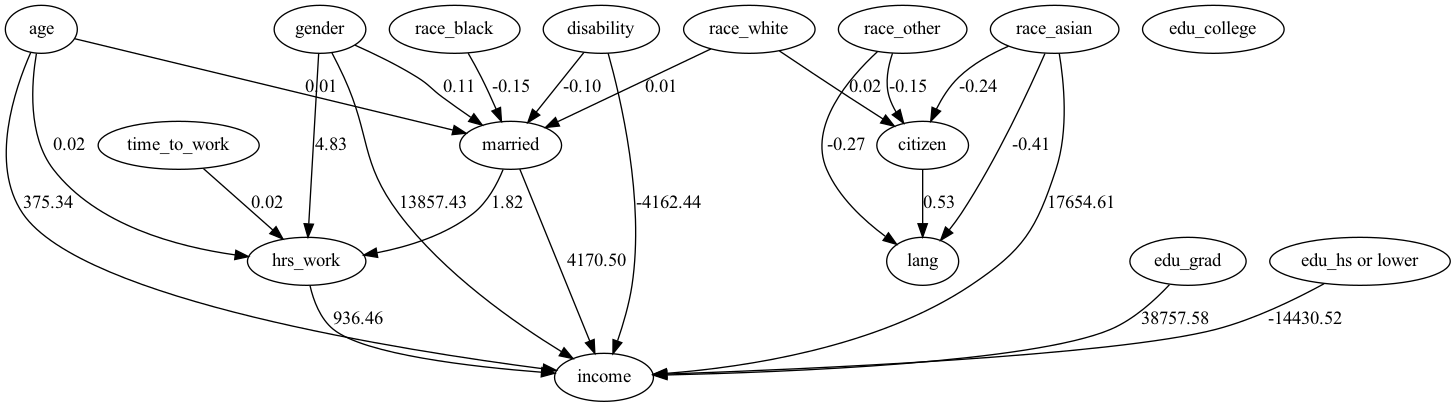 age
gender
race_black
disability
race_white
race_other
race_asian
edu_college
0.01
0.11
-0.15
-0.10
0.01
0.02
-0.15
-0.24
0.02
time_to_work
4.83
married
-0.27
citizen
-0.41
375.34
0.02
13857.43
1.82
-4162.44
0.53
17654.61
hrs_work
4170.50
lang
edu_grad
edu_hs or lower
936.46
38757.58
-14430.52
income